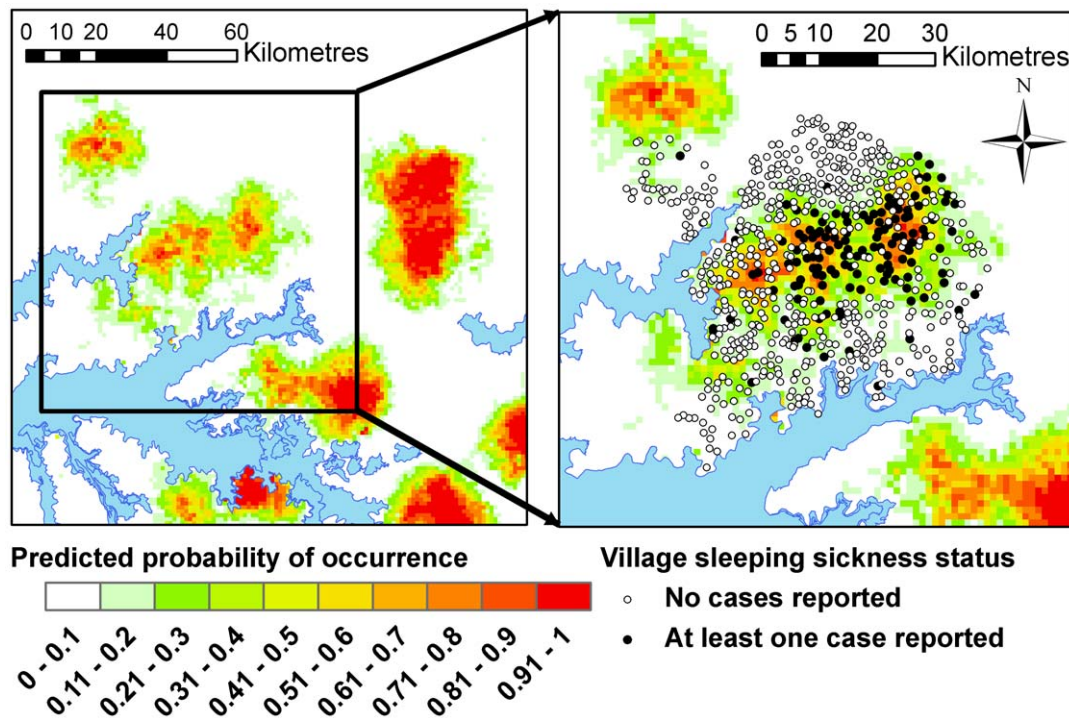 0 10 20 40 60
Kilometres
0 5 10 20 30
Kilometres
N
Predicted probability of occurrence
0 - 0.1
0.11 - 0.2
0.21 - 0.3
0.31 - 0.4
0.41 - 0.5
0.51 - 0.6
0.61 - 0.7
0.71 - 0.8
0.81 - 0.9
0.91 - 1
Village sleeping sickness status
No cases reported
At least one case reported